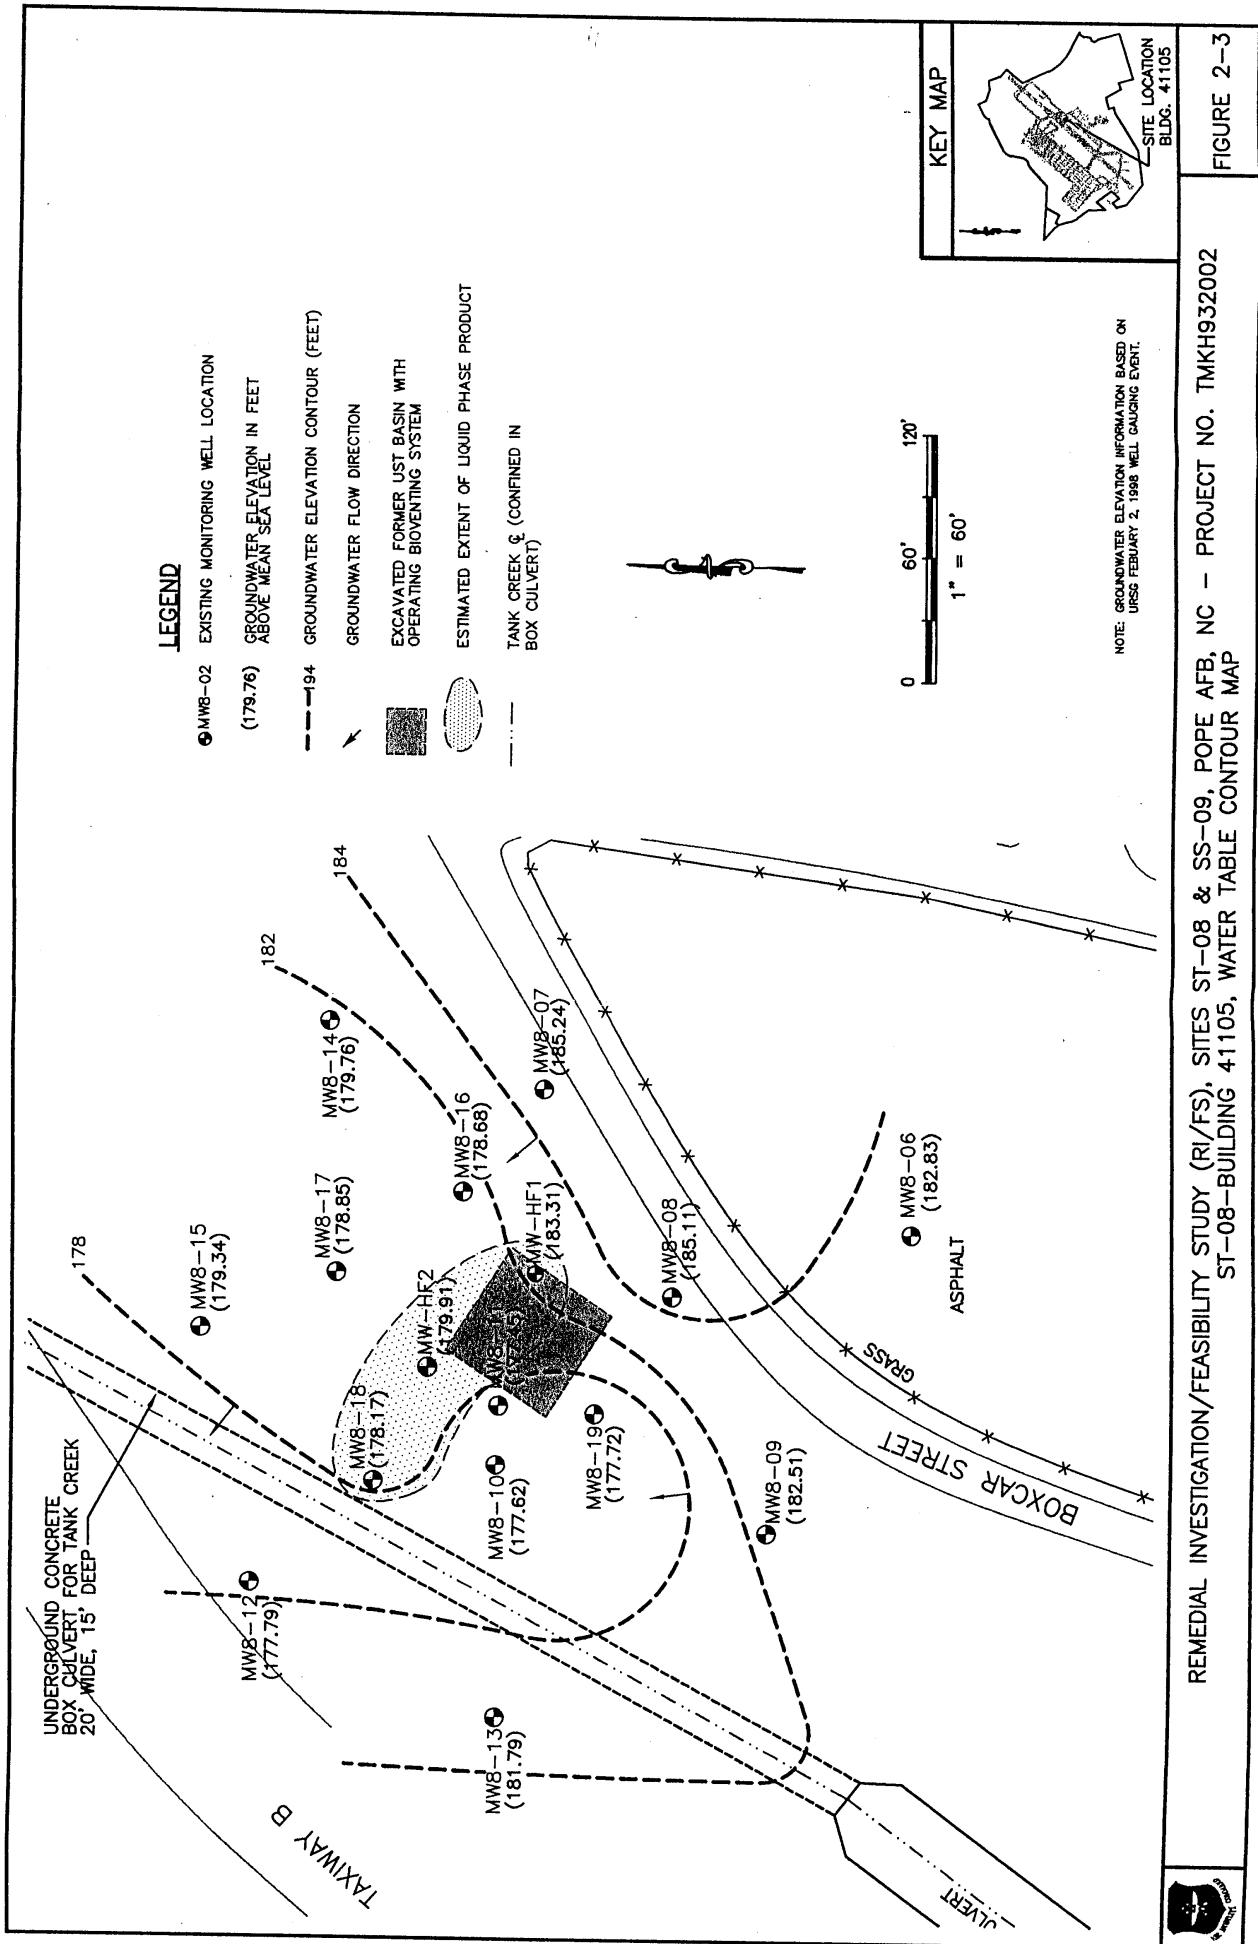 UNDERGROUND CONCRETE
BOX CULVERT FOR TANK CREEK
20' WIDE, 15' DEEP
TAXIWAY B
178
182
184
MW8-15
(179.34)
MW8-17
(178.85)
MW8-14
(179.76)
MW8-16
(178.68)
MW8-12
(177.79)
MW8-18
(178.17)
MW-HF2
(179.91)
MW-HF1
(183.31)
MW8-07
(185.24)
MW8-13
(181.79)
MW8-10
(177.62)
MW8-19
(177.72)
MW8-08
(185.11)
MW8-09
(182.51)
MW8-06
(182.83)
ASPHALT
GRASS
BOXCAR STREET
ULVERT
LEGEND
MW8-02 EXISTING MONITORING WELL LOCATION
(179.76) GROUNDWATER ELEVATION IN FEET
ABOVE MEAN SEA LEVEL
194 GROUNDWATER ELEVATION CONTOUR (FEET)
GROUNDWATER FLOW DIRECTION
EXCAVATED FORMER UST BASIN WITH
OPERATING BIOVENTING SYSTEM
ESTIMATED EXTENT OF LIQUID PHASE PRODUCT
TANK CREEK ℄ (CONFINED IN
BOX CULVERT)
0 60' 120'
1" = 60'
NOTE: GROUNDWATER ELEVATION INFORMATION BASED ON
URSG FEBUARY 2, 1998 WELL GAUGING EVENT.
KEY MAP
SITE LOCATION
BLDG. 41105
REMEDIAL INVESTIGATION/FEASIBILITY STUDY (RI/FS), SITES ST-08 & SS-09, POPE AFB, NC - PROJECT NO. TMKH932002
ST-08-BUILDING 41105, WATER TABLE CONTOUR MAP
FIGURE 2-3